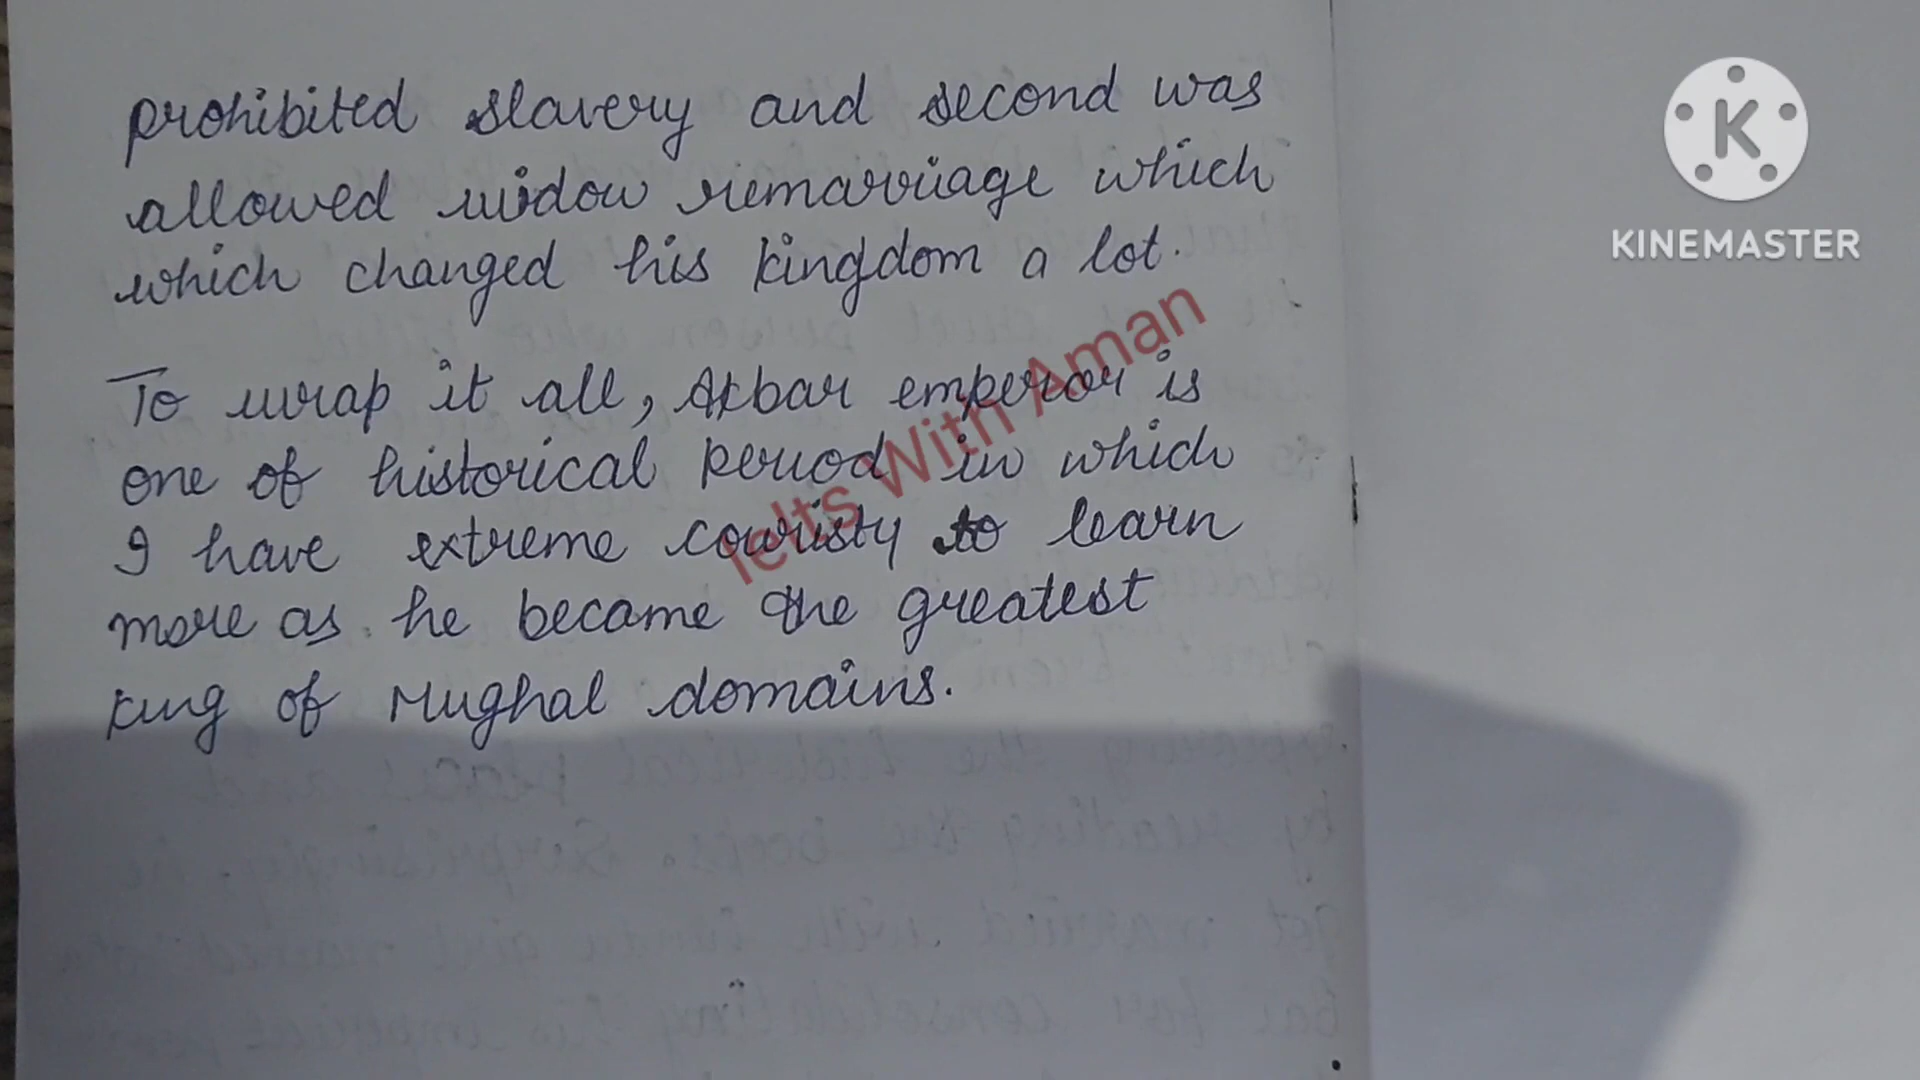 prohibited slavery and second was
allowed widow remarriage which
which changed his kingdom a lot.
To wrap it all, Akbar emperor is
one of historical period in which
I have extreme couristy to learn
more as he became the greatest
king of Mughal domains.
Ielts With Aman
K
KINEMASTER